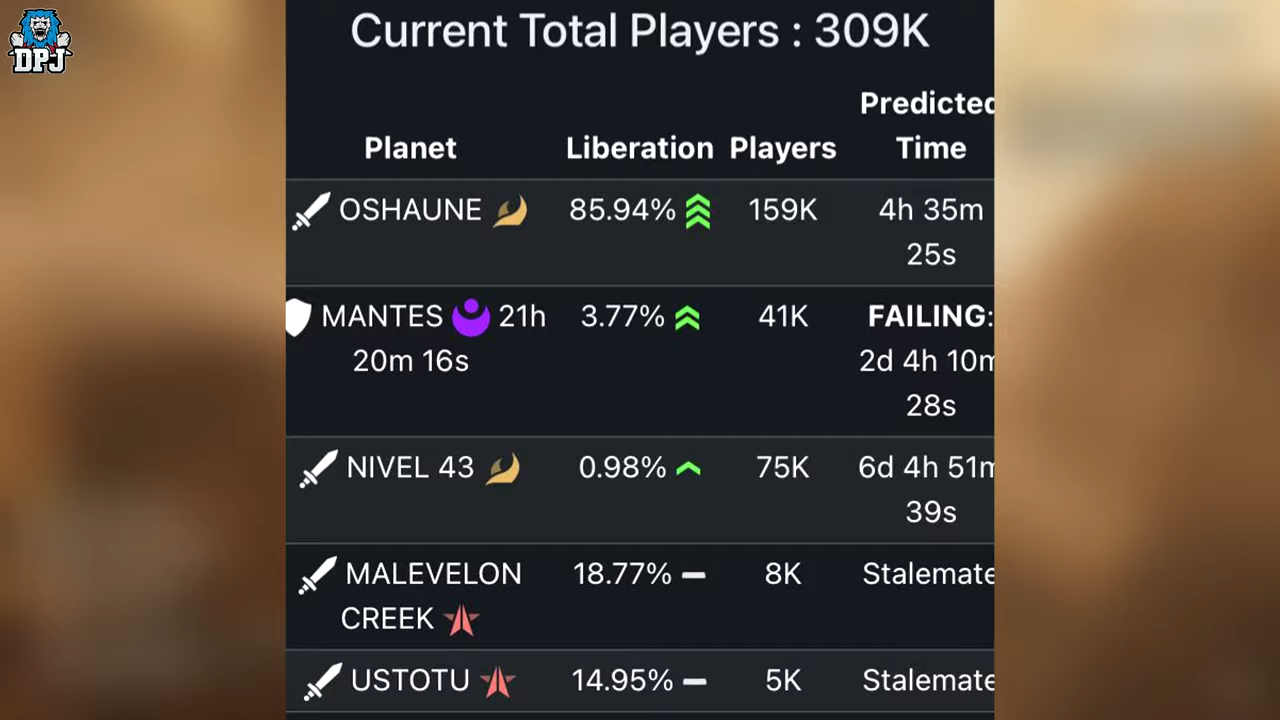 DPJ
Current Total Players : 309K
Predicted
Planet Liberation Players Time
OSHAUNE 85.94% 159K 4h 35m
25s
MANTES 21h 3.77% 41K FAILING:
20m 16s 2d 4h 10m
28s
NIVEL 43 0.98% 75K 6d 4h 51m
39s
MALEVELON 18.77% 8K Stalemate
CREEK
USTOTU 14.95% 5K Stalemate